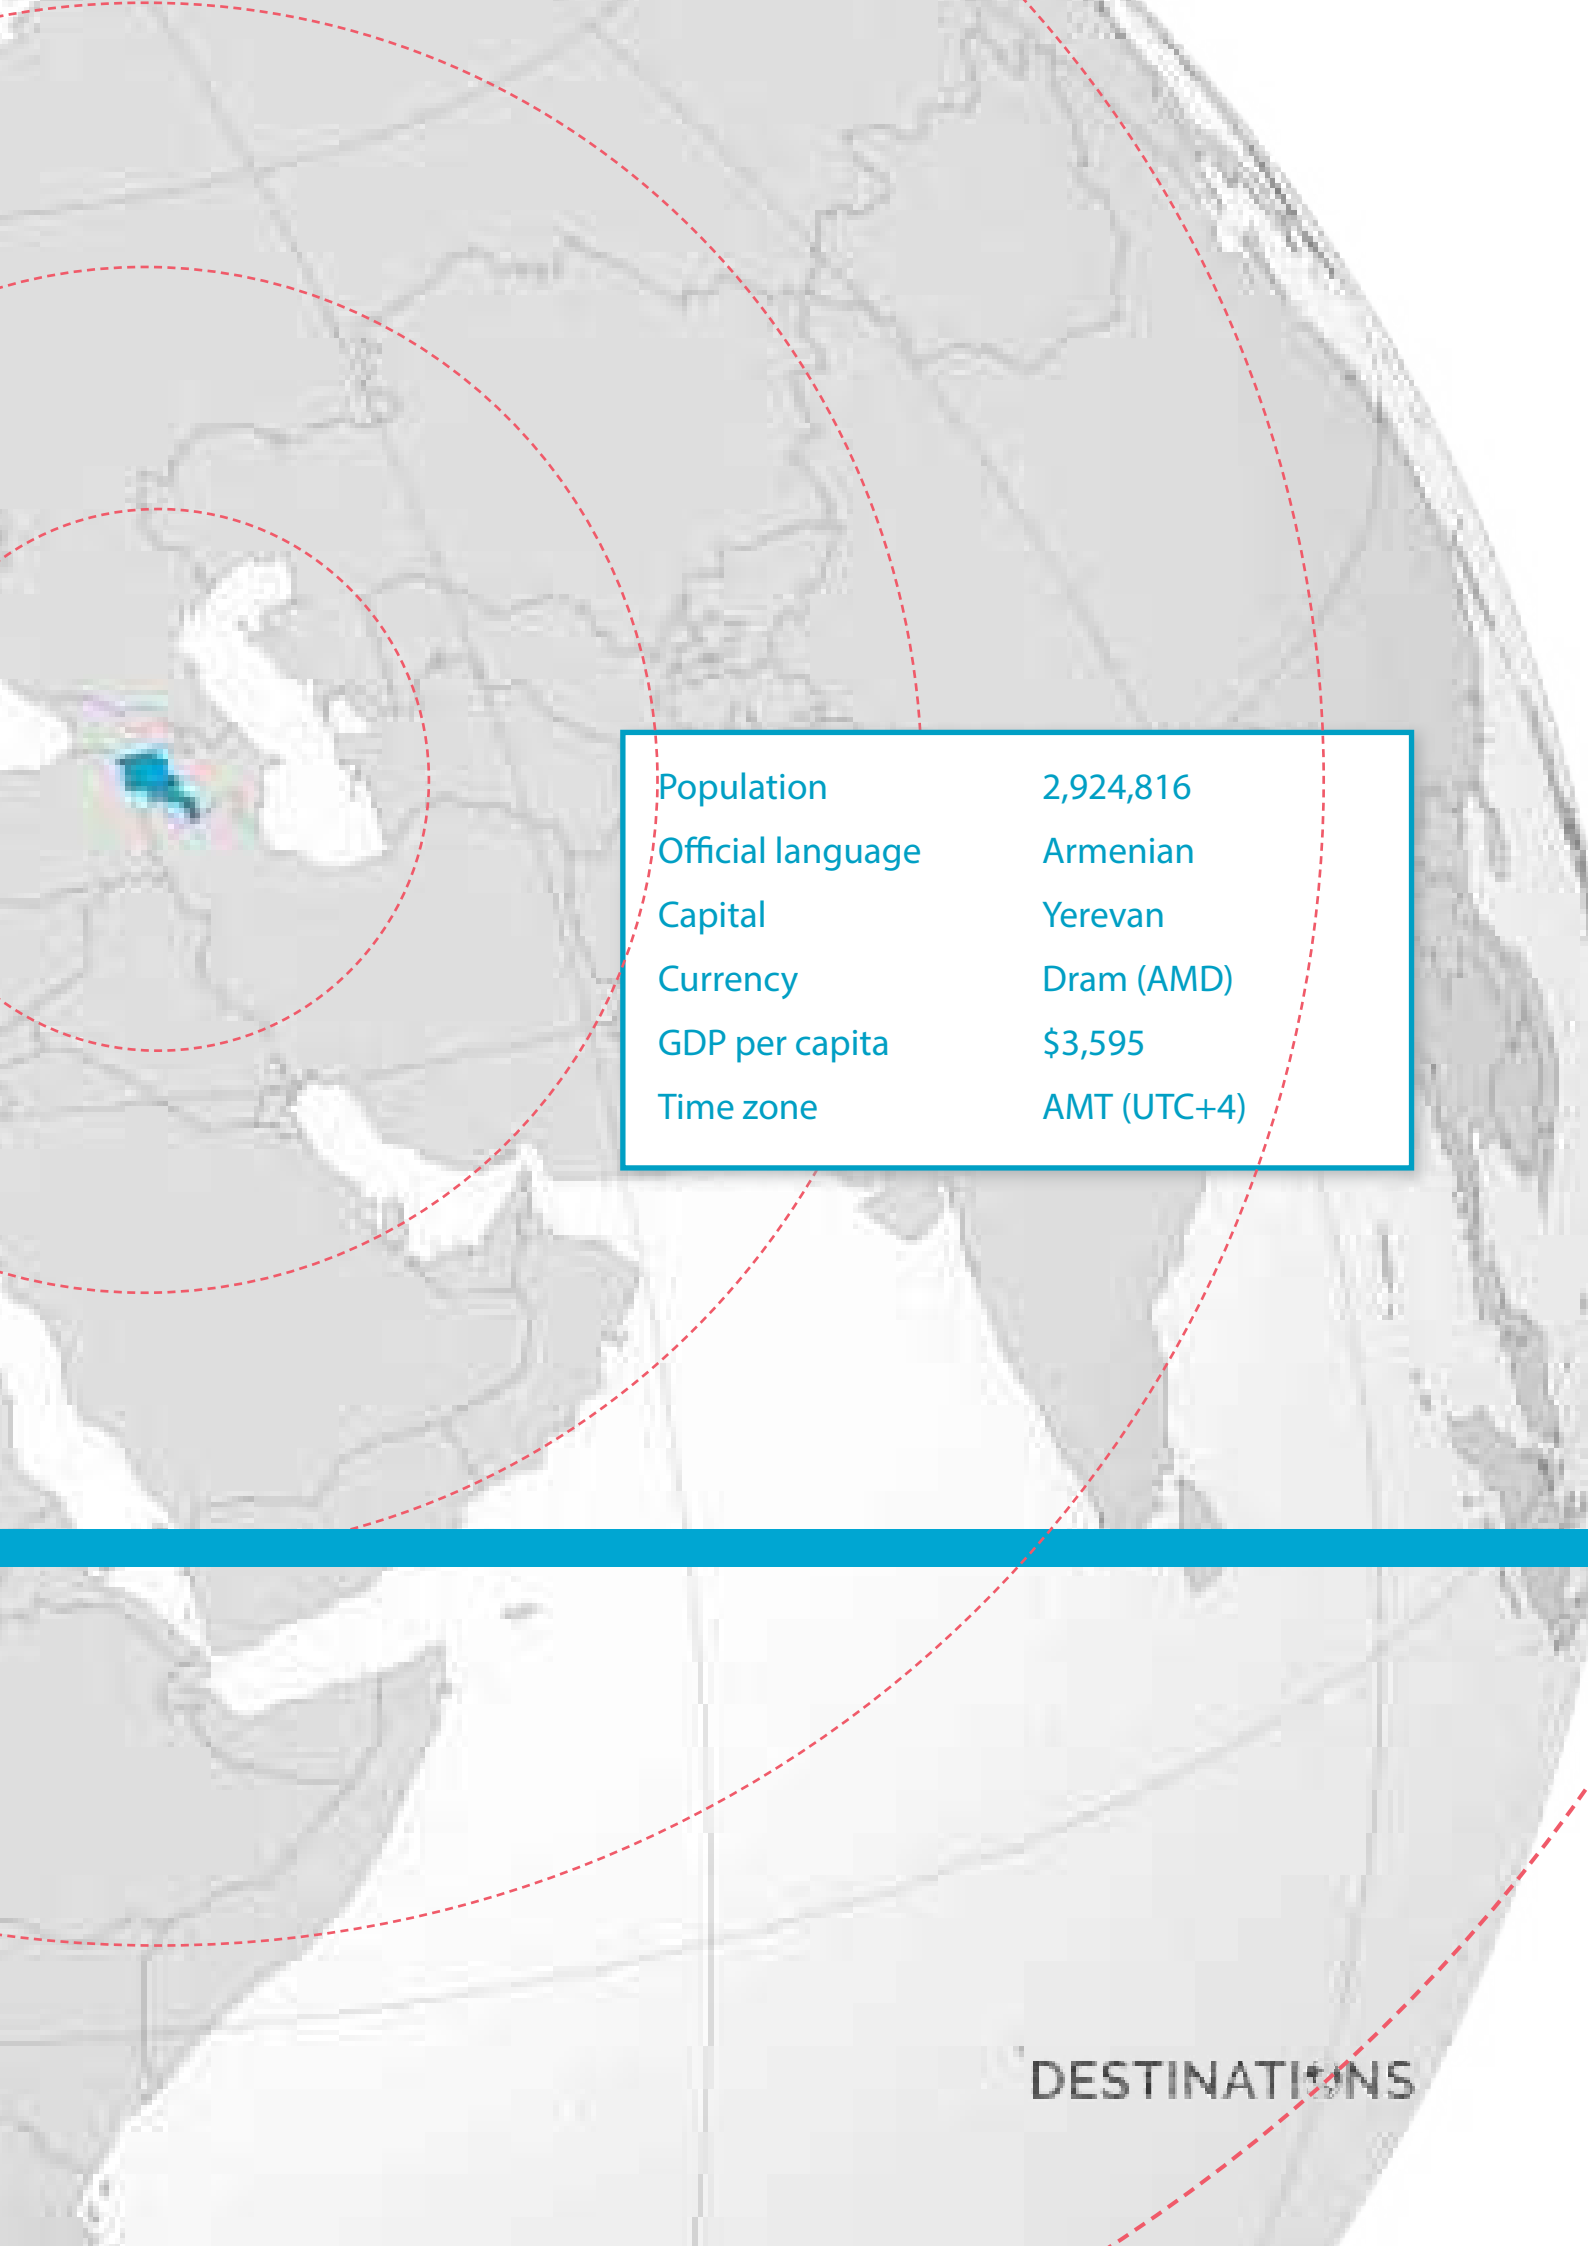 Population 2,924,816
Official language Armenian
Capital Yerevan
Currency Dram (AMD)
GDP per capita $3,595
Time zone AMT (UTC+4)
DESTINATIONS